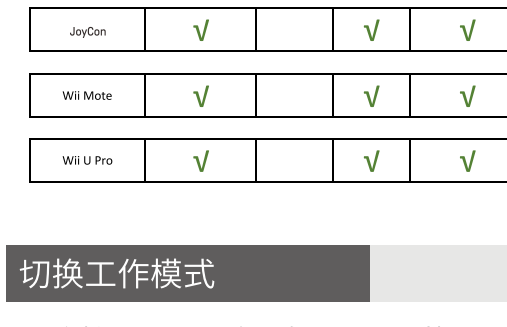 JoyCon √ √ √
Wii Mote √ √ √
Wii U Pro √ √ √
切换工作模式